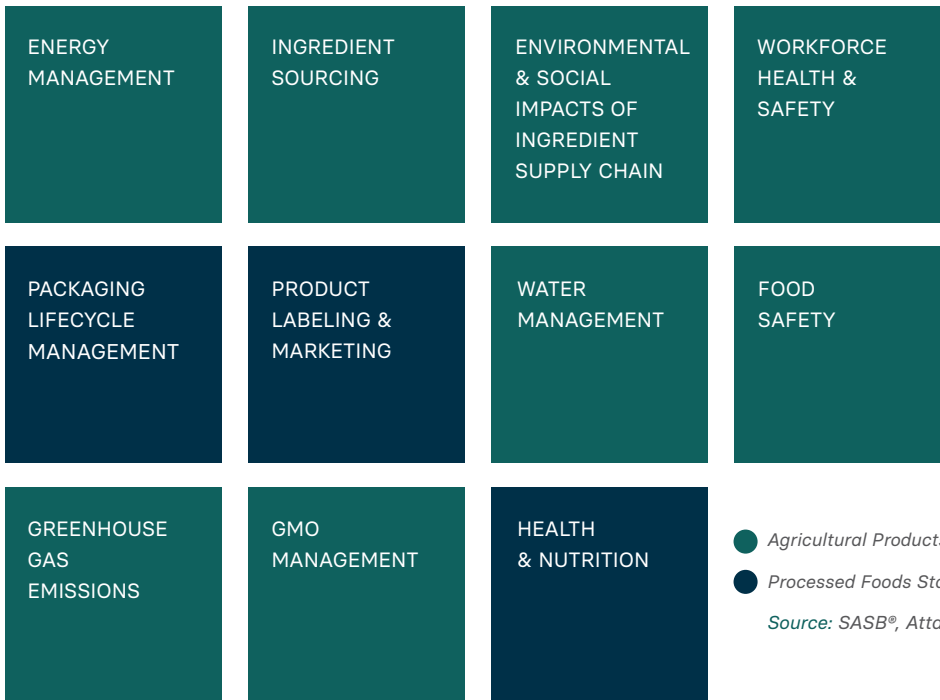 ENERGY
MANAGEMENT
INGREDIENT
SOURCING
ENVIRONMENTAL
& SOCIAL
IMPACTS OF
INGREDIENT
SUPPLY CHAIN
WORKFORCE
HEALTH &
SAFETY
PACKAGING
LIFECYCLE
MANAGEMENT
PRODUCT
LABELING &
MARKETING
WATER
MANAGEMENT
FOOD
SAFETY
GREENHOUSE
GAS
EMISSIONS
GMO
MANAGEMENT
HEALTH
& NUTRITION
Agricultural Products
Processed Foods
Source: SASB®,